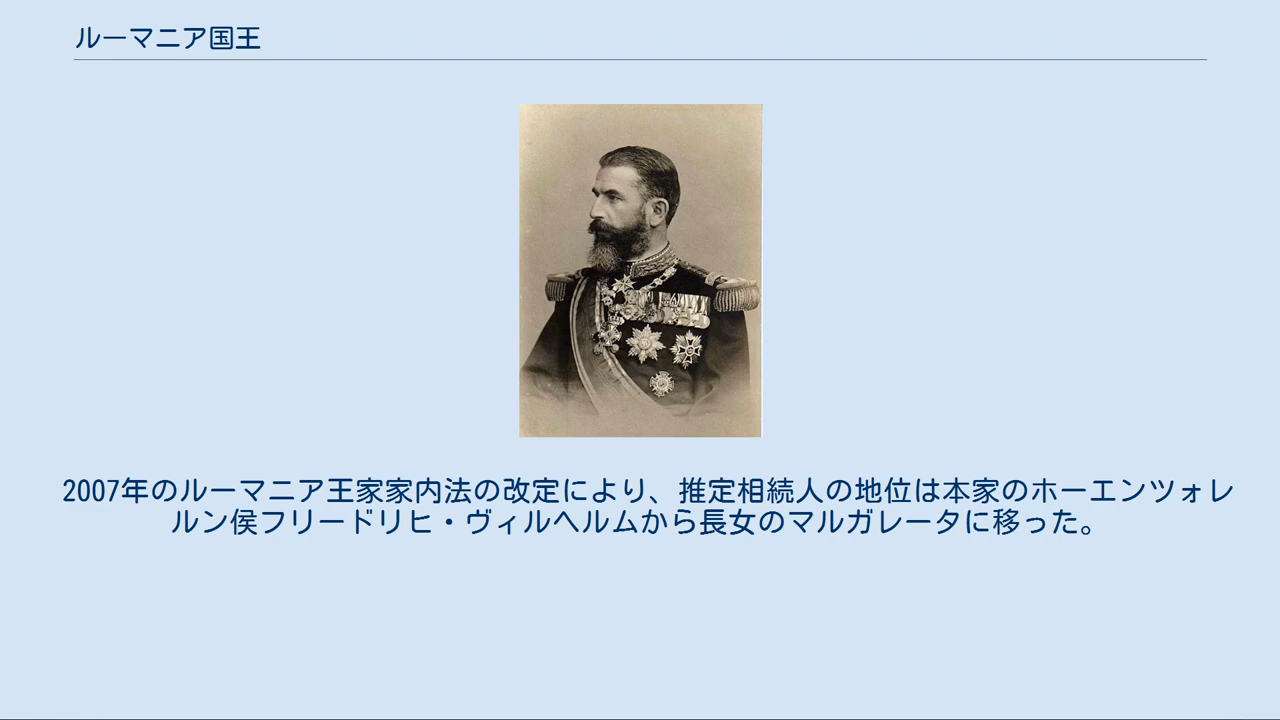 ルーマニア国王
2007年のルーマニア王家家内法の改定により、推定相続人の地位は本家のホーエンツォレ
ルン侯フリードリヒ・ヴィルヘルムから長女のマルガレータに移った。